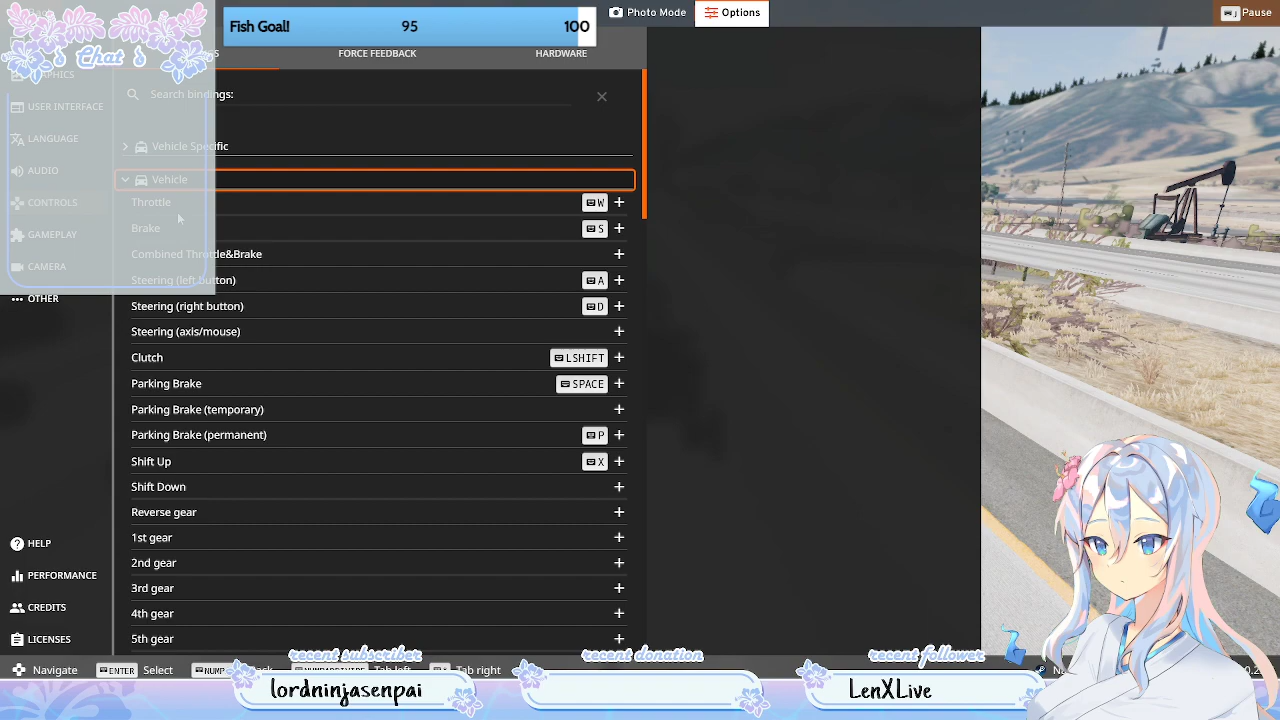 Fish Goal! 95 100
Photo Mode
Options
Pause
Chat
FORCE FEEDBACK
HARDWARE
USER INTERFACE
LANGUAGE
AUDIO
CONTROLS
GAMEPLAY
CAMERA
OTHER
HELP
PERFORMANCE
CREDITS
LICENSES
Search bindings:
Vehicle Specific
Vehicle
Throttle W +
Brake S +
Combined Throttle&Brake +
Steering (left button) A +
Steering (right button) D +
Steering (axis/mouse) +
Clutch LSHIFT +
Parking Brake SPACE +
Parking Brake (temporary) +
Parking Brake (permanent) P +
Shift Up X +
Shift Down +
Reverse gear +
1st gear +
2nd gear +
3rd gear +
4th gear +
5th gear +
Navigate ENTER Select Tab left Tab right
recent subscriber
lordninjasenpai
recent donation
recent follower
LenXLive